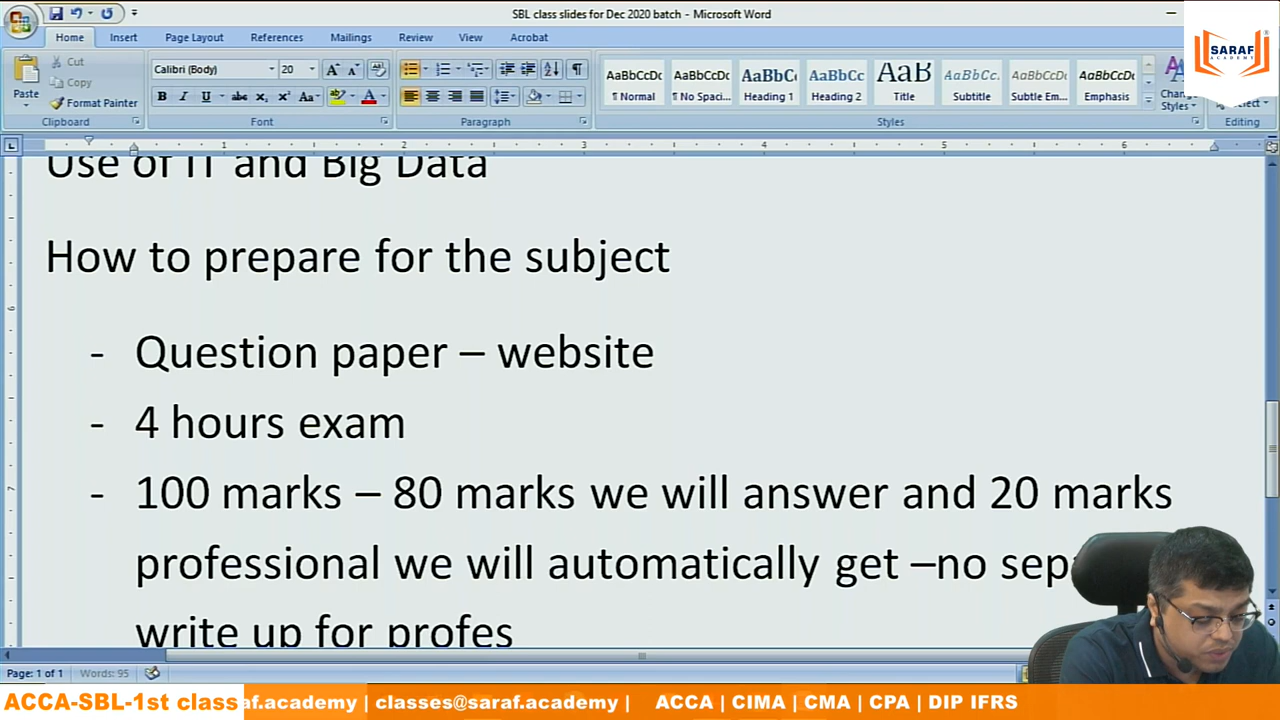 SBL class slides for Dec 2020 batch - Microsoft Word
Home Insert Page Layout References Mailings Review View Acrobat
SARAF
ACADEMY
Paste
Cut
Copy
Format Painter
Calibri (Body) 20
AaBbCcDc AaBbCcDc AaBbCc AaBbCc AaB AaBbCc. AaBbCcDc AaBbCcDc
¶ Normal ¶ No Spaci... Heading 1 Heading 2 Title Subtitle Subtle Em... Emphasis
Change Styles
Clipboard Font Paragraph Styles Editing
Use of IT and Big Data
How to prepare for the subject
- Question paper – website
- 4 hours exam
- 100 marks – 80 marks we will answer and 20 marks
professional we will automatically get –no sepa
write up for profes
Page: 1 of 1 Words: 95
ACCA-SBL-1st class af.academy | classes@saraf.academy | ACCA | CIMA | CMA | CPA | DIP IFRS